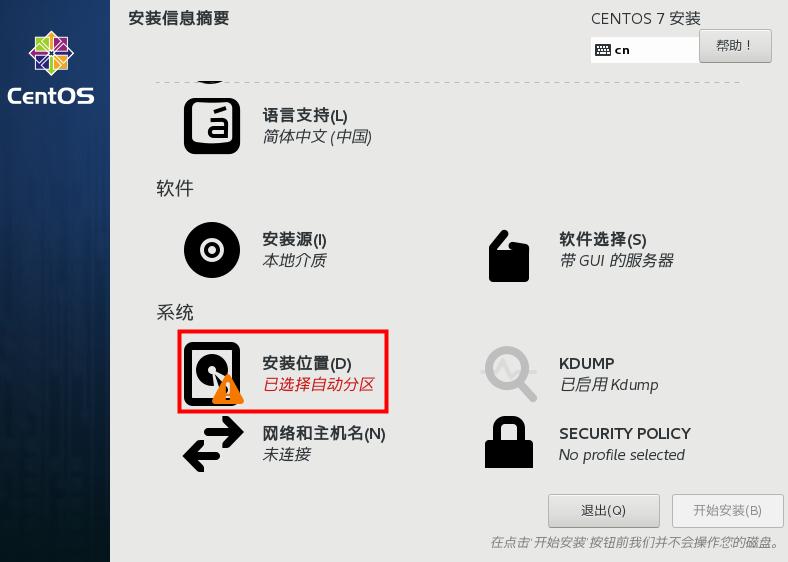 安装信息摘要
CENTOS 7 安装
cn
帮助！
CentOS
语言支持(L)
简体中文 (中国)
软件
安装源(I)
本地介质
软件选择(S)
带 GUI 的服务器
系统
安装位置(D)
已选择自动分区
KDUMP
已启用 Kdump
网络和主机名(N)
未连接
SECURITY POLICY
No profile selected
退出(Q)
开始安装(B)
在点击'开始安装'按钮前我们并不会操作您的磁盘。